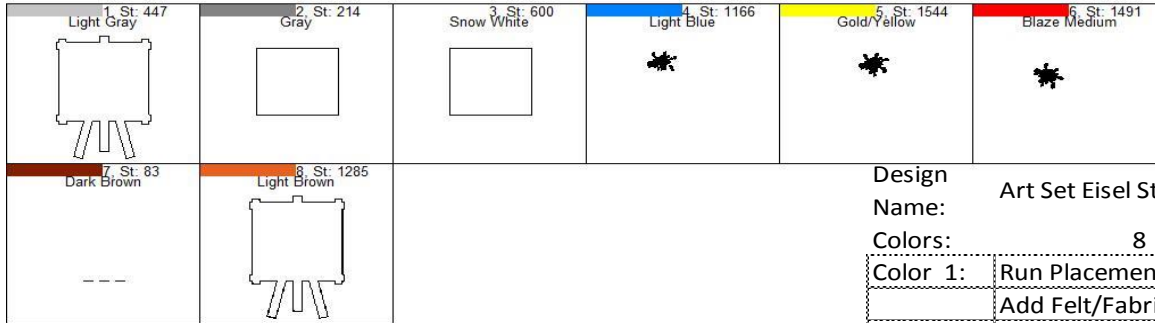 1, St: 447
Light Gray
2, St: 214
Gray
3, St: 600
Snow White
4, St: 1166
Light Blue
5, St: 1544
Gold/Yellow
6, St: 1491
Blaze Medium
7, St: 83
Dark Brown
8, St: 1285
Light Brown
Design Name: Art Set Eisel St
Colors: 8
Color 1: Run Placemen
Add Felt/Fabri